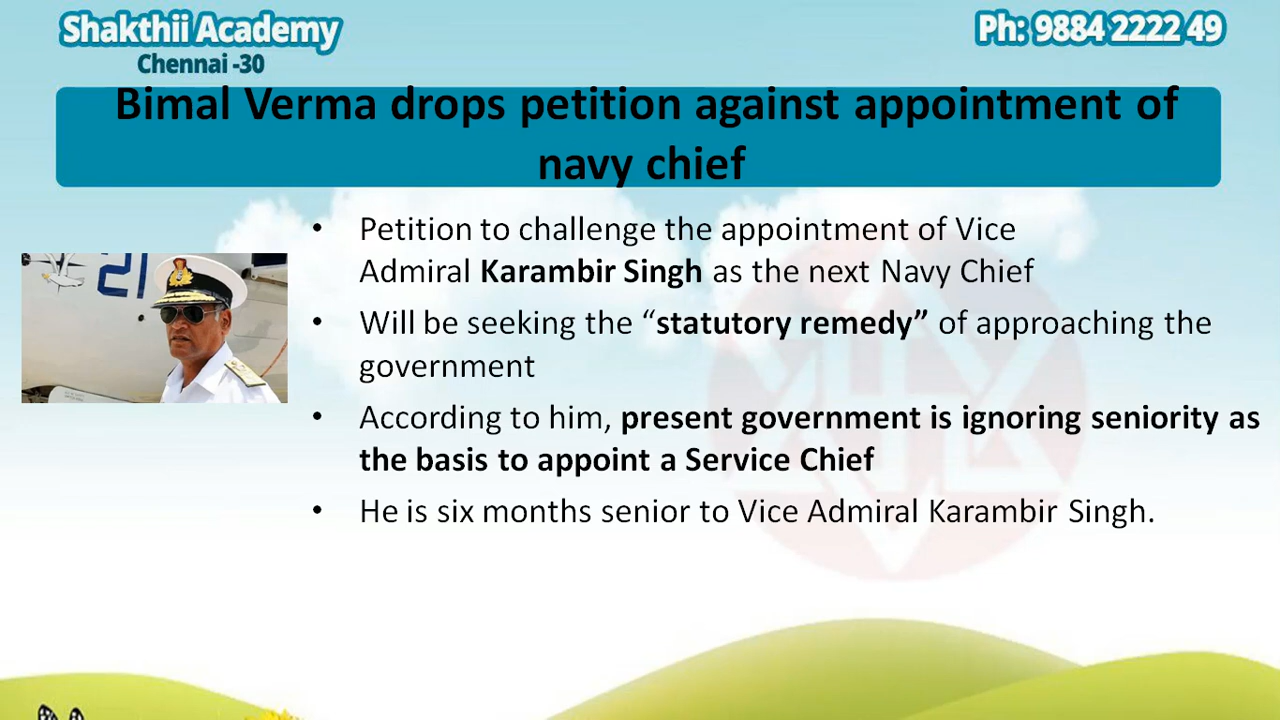 Shakthii Academy
Ph: 9884 2222 49
Chennai -30
Bimal Verma drops petition against appointment of
navy chief
• Petition to challenge the appointment of Vice
Admiral Karambir Singh as the next Navy Chief
• Will be seeking the “statutory remedy” of approaching the
government
• According to him, present government is ignoring seniority as
the basis to appoint a Service Chief
• He is six months senior to Vice Admiral Karambir Singh.
21